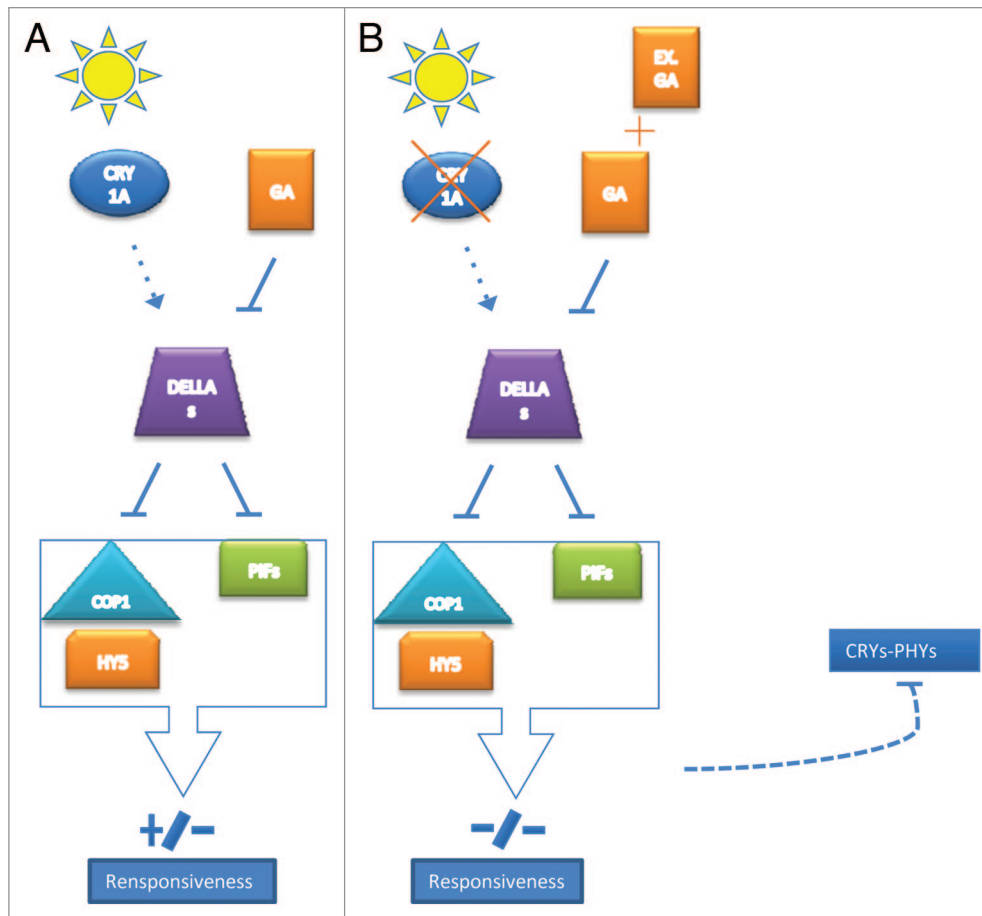 A
CRY
1A
GA
DELLA
s
COP1
PIFs
HY5
+/-
Rensponsiveness
B
EX.
GA
+
CRY
1A
GA
DELLA
s
COP1
PIFs
HY5
CRYs-PHYs
-/-
Responsiveness